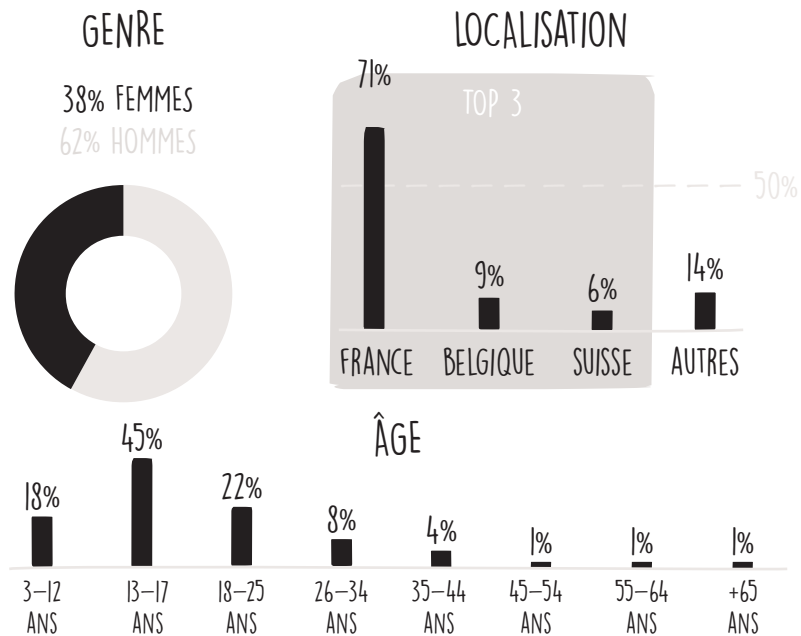 GENRE
38% FEMMES
62% HOMMES
LOCALISATION
71%
TOP 3
50%
9%
6%
14%
FRANCE BELGIQUE SUISSE AUTRES
ÂGE
18% 45% 22% 8% 4% 1% 1% 1%
3–12 13–17 18–25 26–34 35–44 45–54 55–64 +65
ANS ANS ANS ANS ANS ANS ANS ANS